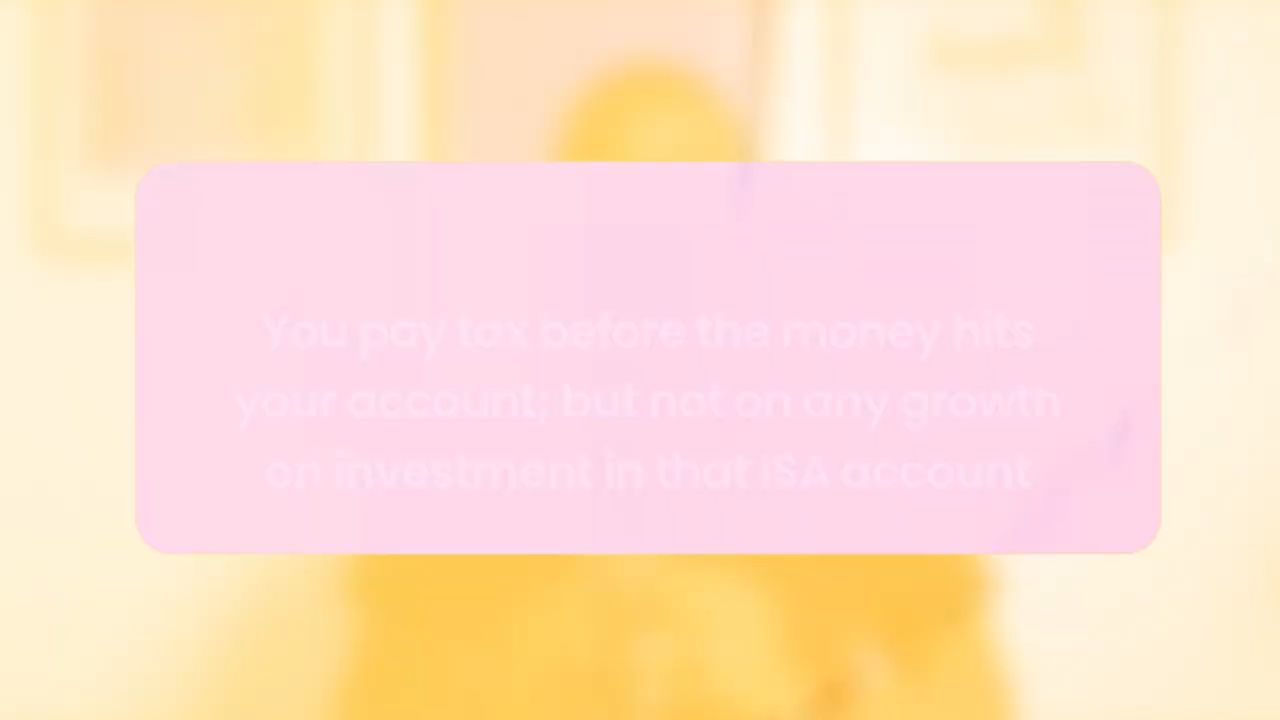 You pay tax before the money hits
your account; but not on any growth
on investment in that ISA account